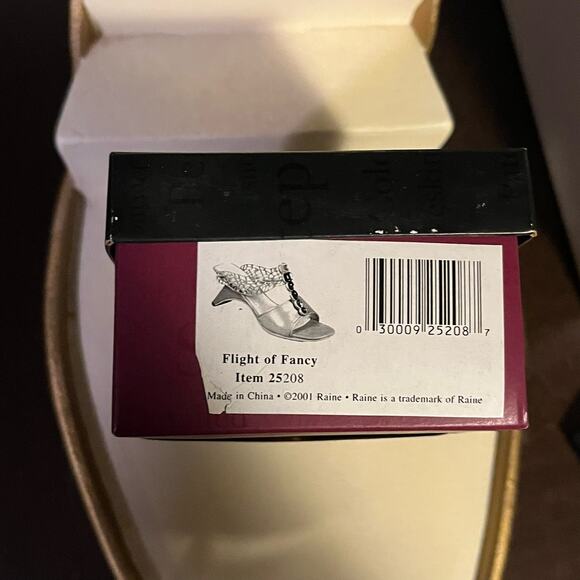 ep
0 30009 25208 7
Flight of Fancy
Item 25208
Made in China • ©2001 Raine • Raine is a trademark of Raine